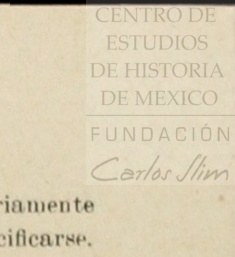 CENTRO DE
ESTUDIOS
DE HISTORIA
DE MEXICO
FUNDACIÓN
Carlos Slim
riamente
cificarse.